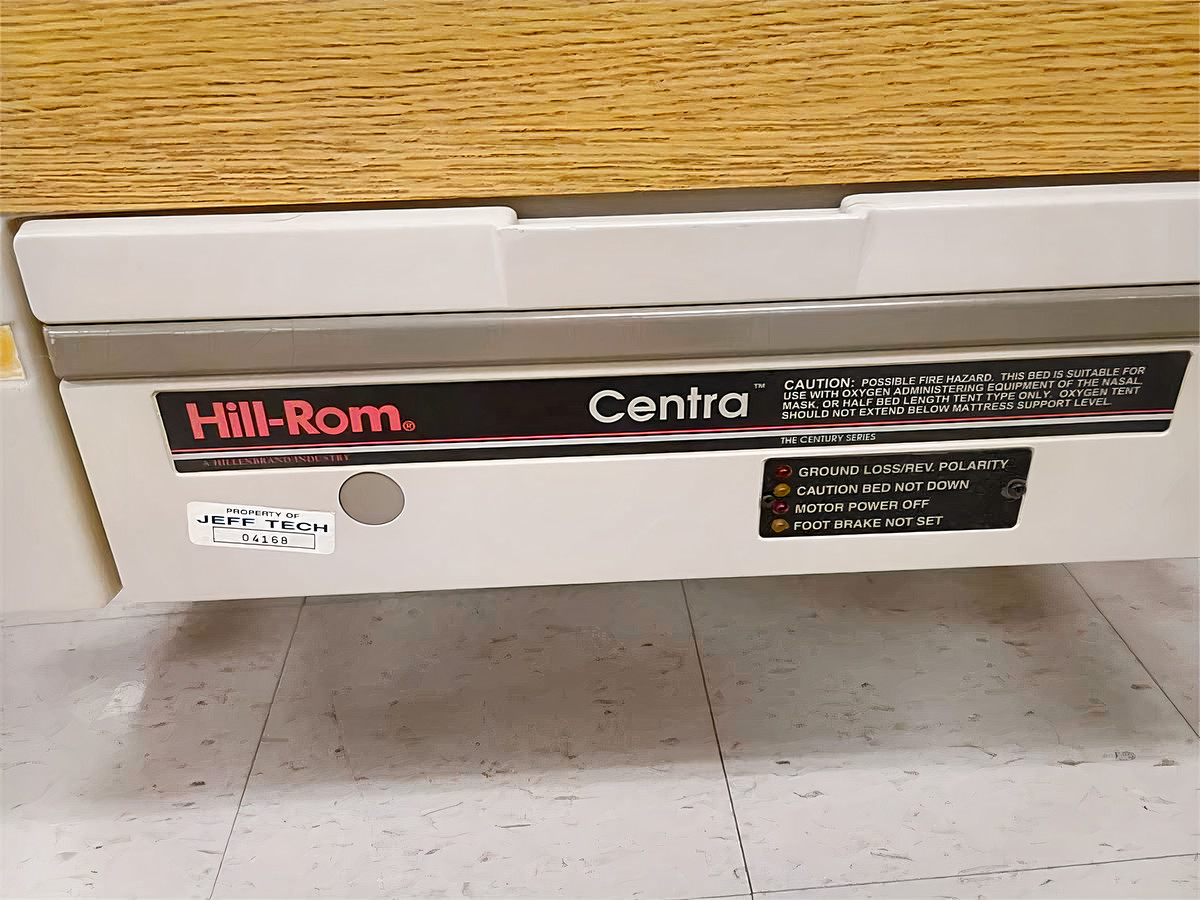 Hill-Rom®
A HILLENBRAND INDUSTRY
Centra™
CAUTION: POSSIBLE FIRE HAZARD. THIS BED IS SUITABLE FOR
USE WITH OXYGEN ADMINISTERING EQUIPMENT OF THE NASAL,
MASK, OR HALF BED LENGTH TENT TYPE ONLY. OXYGEN TENT
SHOULD NOT EXTEND BELOW MATTRESS SUPPORT LEVEL.
THE CENTURY SERIES
GROUND LOSS/REV. POLARITY
CAUTION BED NOT DOWN
MOTOR POWER OFF
FOOT BRAKE NOT SET
PROPERTY OF
JEFF TECH
04168